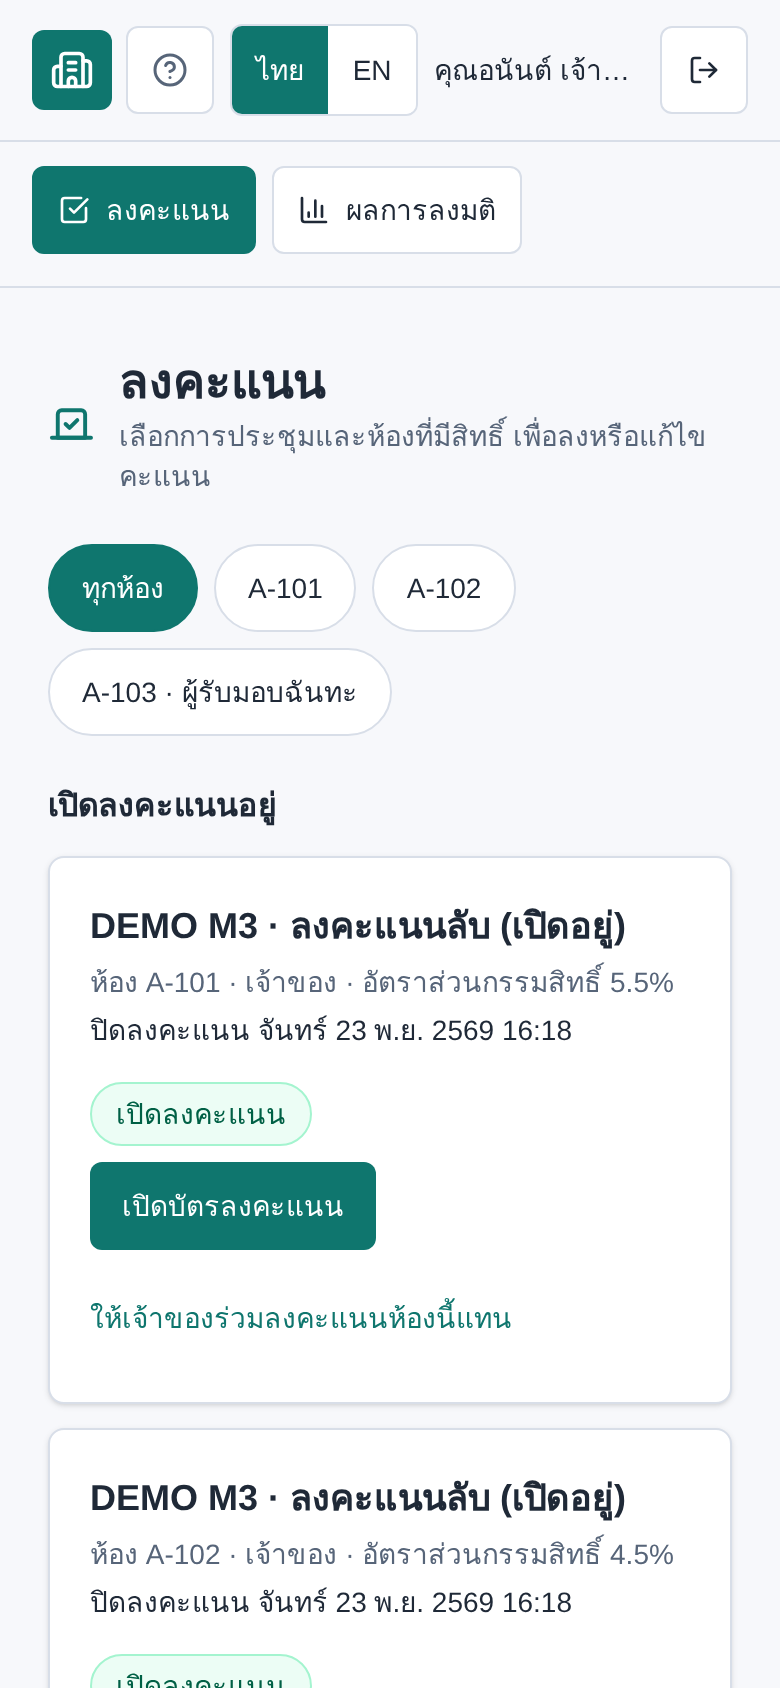 ไทย
EN
คุณอนันต์ เจ้า...
ลงคะแนน
ผลการลงมติ
ลงคะแนน
เลือกการประชุมและห้องที่มีสิทธิ์ เพื่อลงหรือแก้ไข
คะแนน
ทุกห้อง
A-101
A-102
A-103 · ผู้รับมอบฉันทะ
เปิดลงคะแนนอยู่
DEMO M3 · ลงคะแนนลับ (เปิดอยู่)
ห้อง A-101 · เจ้าของ · อัตราส่วนกรรมสิทธิ์ 5.5%
ปิดลงคะแนน จันทร์ 23 พ.ย. 2569 16:18
เปิดลงคะแนน
เปิดบัตรลงคะแนน
ให้เจ้าของร่วมลงคะแนนห้องนี้แทน
DEMO M3 · ลงคะแนนลับ (เปิดอยู่)
ห้อง A-102 · เจ้าของ · อัตราส่วนกรรมสิทธิ์ 4.5%
ปิดลงคะแนน จันทร์ 23 พ.ย. 2569 16:18
เปิดลงคะแนน